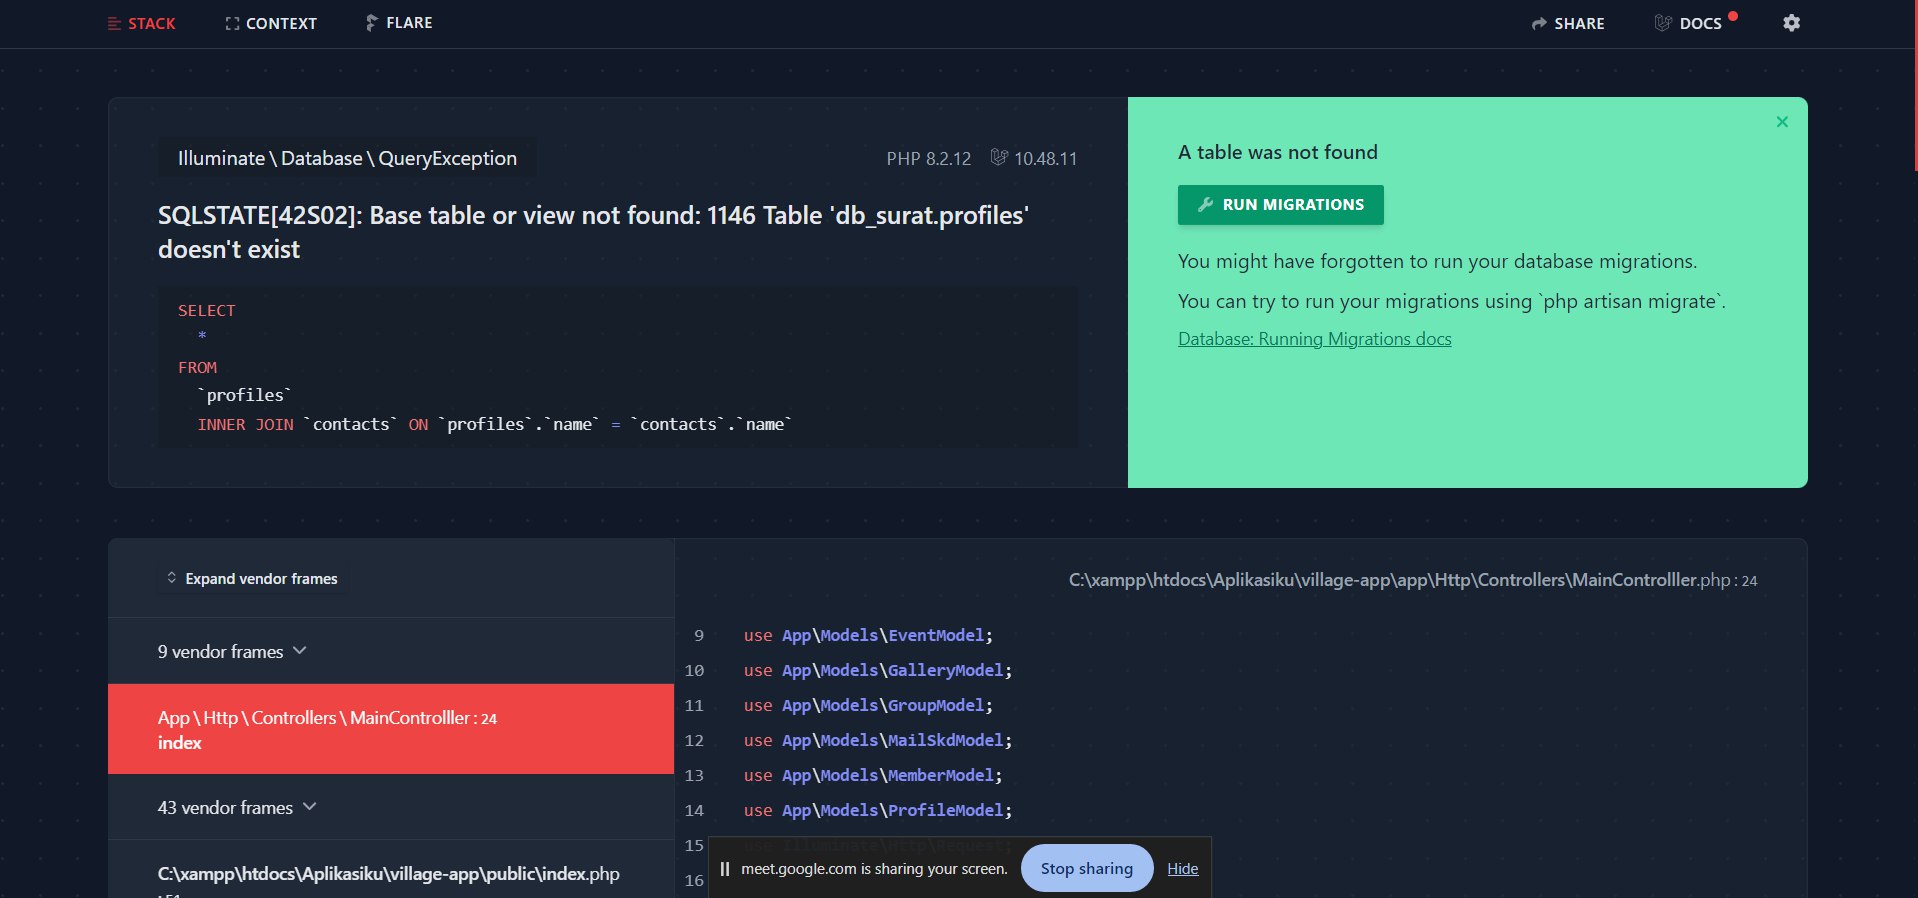 STACK
CONTEXT
FLARE
SHARE
DOCS
Illuminate\Database\QueryException
PHP 8.2.12
10.48.11
SQLSTATE[42S02]: Base table or view not found: 1146 Table 'db_surat.profiles'
doesn't exist
SELECT
*
FROM
`profiles`
INNER JOIN `contacts` ON `profiles`.`name` = `contacts`.`name`
A table was not found
RUN MIGRATIONS
You might have forgotten to run your database migrations.
You can try to run your migrations using `php artisan migrate`.
Database: Running Migrations docs
Expand vendor frames
9 vendor frames
App\Http\Controllers\MainControlller:24
index
43 vendor frames
C:\xampp\htdocs\Aplikasiku\village-app\public\index.php
:51
C:\xampp\htdocs\Aplikasiku\village-app\app\Http\Controllers\MainControlller.php:24
9 use App\Models\EventModel;
10 use App\Models\GalleryModel;
11 use App\Models\GroupModel;
12 use App\Models\MailSkdModel;
13 use App\Models\MemberModel;
14 use App\Models\ProfileModel;
15 use Illuminate\Http\Request;
16
meet.google.com is sharing your screen.
Stop sharing
Hide